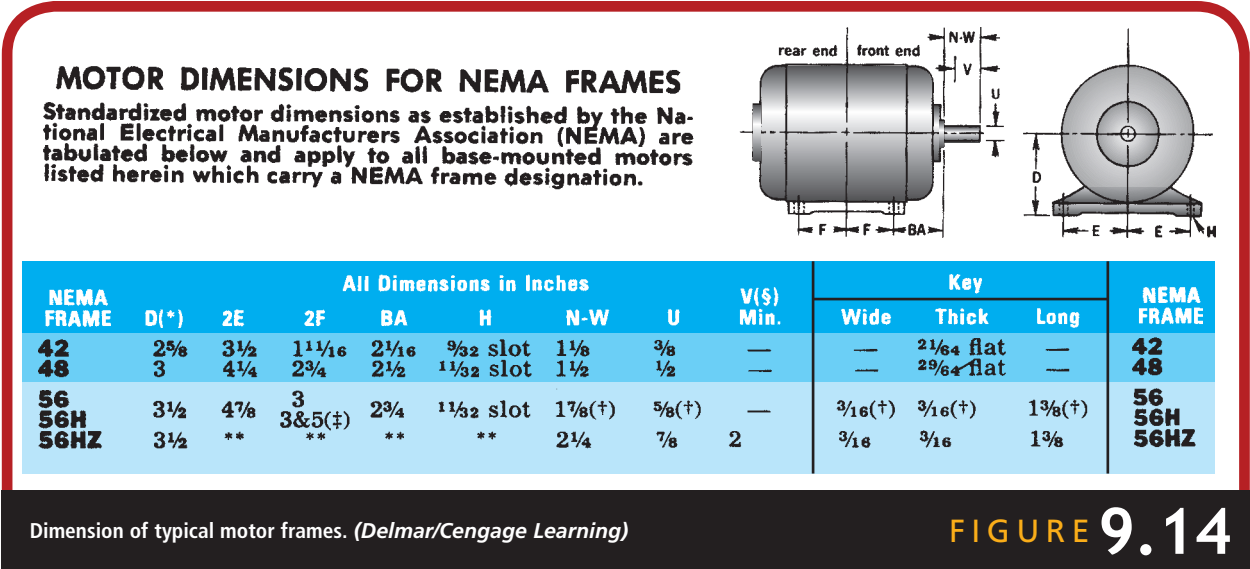 MOTOR DIMENSIONS FOR NEMA FRAMES
Standardized motor dimensions as established by the Na-
tional Electrical Manufacturers Association (NEMA) are
tabulated below and apply to all base-mounted motors
listed herein which carry a NEMA frame designation.
rear end front end
N-W
V
U
F F BA
D
E E H
All Dimensions in Inches
Key
NEMA FRAME D(*) 2E 2F BA H N-W U V(§) Min. Wide Thick Long NEMA FRAME
42 2⅝ 3½ 1 11/16 2 1/16 9/32 slot 1⅛ ⅜ — — 21/64 flat — 42
48 3 4¼ 2¾ 2½ 11/32 slot 1½ ½ — — 29/64 flat — 48
56 3 56
56H 3½ 4⅞ 3&5(‡) 2¾ 11/32 slot 1⅞(†) ⅝(†) — 3/16(†) 3/16(†) 1⅜(†) 56H
56HZ 3½ ** ** ** ** 2¼ ⅞ 2 3/16 3/16 1⅜ 56HZ
Dimension of typical motor frames. (Delmar/Cengage Learning)
FIGURE 9.14